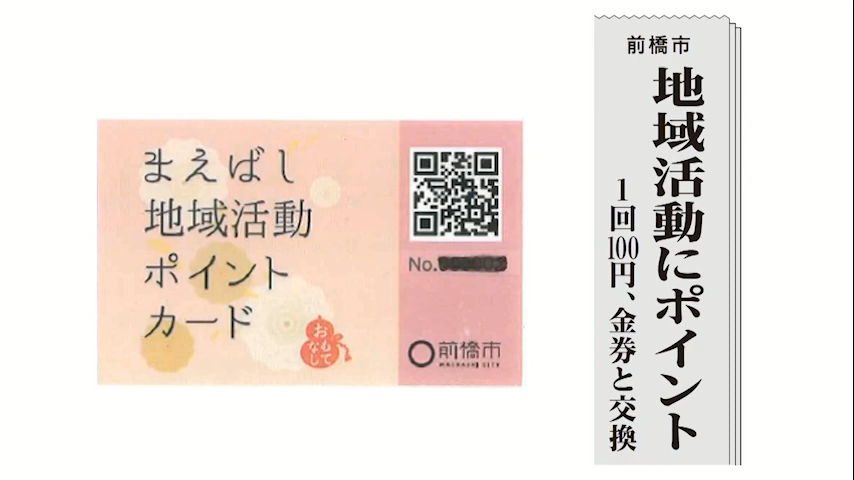 まえばし
地域活動
ポイント
カード
おもてなし
No.
前橋市
MAEBASHI CITY
前橋市
地域活動にポイント
1回100円、金券と交換